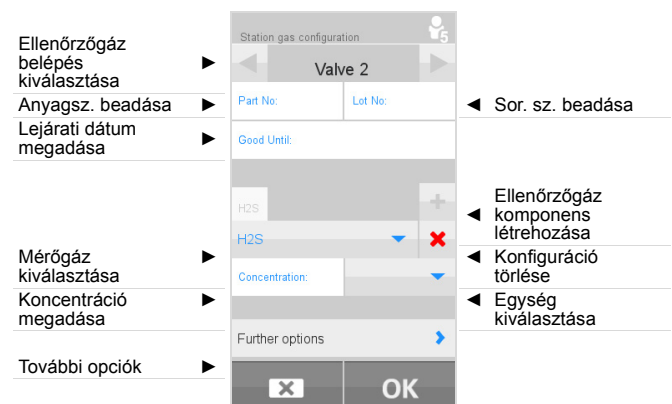 Ellenőrzőgáz
belépés
kiválasztása ►
Anyagsz. beadása ►
Lejárati dátum
megadása ►
Mérőgáz
kiválasztása ►
Koncentráció
megadása ►
További opciók ►
Station gas configuration
5
Valve 2
Part No:
Lot No:
Good Until:
H2S
H2S
Concentration:
Further options
OK
◄ Sor. sz. beadása
Ellenőrzőgáz
◄ komponens
létrehozása
◄ Konfiguráció
törlése
◄ Egység
kiválasztása